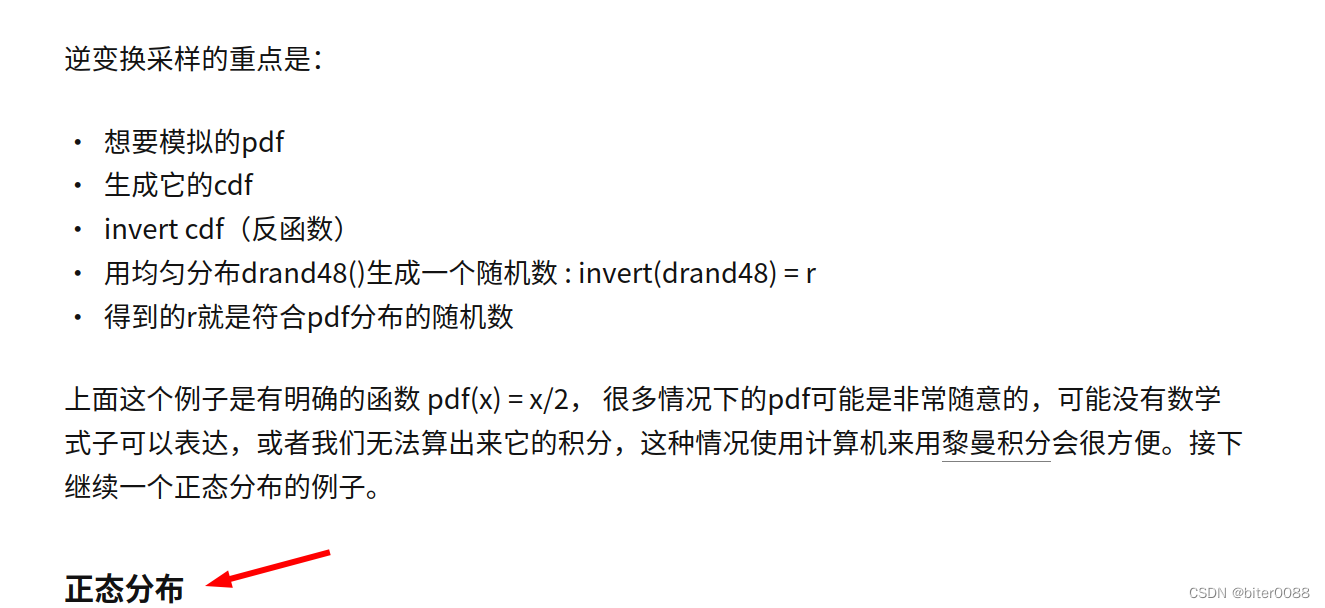 逆变换采样的重点是：
• 想要模拟的pdf
• 生成它的cdf
• invert cdf（反函数）
• 用均匀分布drand48()生成一个随机数 : invert(drand48) = r
• 得到的r就是符合pdf分布的随机数
上面这个例子是有明确的函数 pdf(x) = x/2， 很多情况下的pdf可能是非常随意的，可能没有数学
式子可以表达，或者我们无法算出来它的积分，这种情况使用计算机来用黎曼积分会很方便。接下
继续一个正态分布的例子。
正态分布
CSDN @biter0088